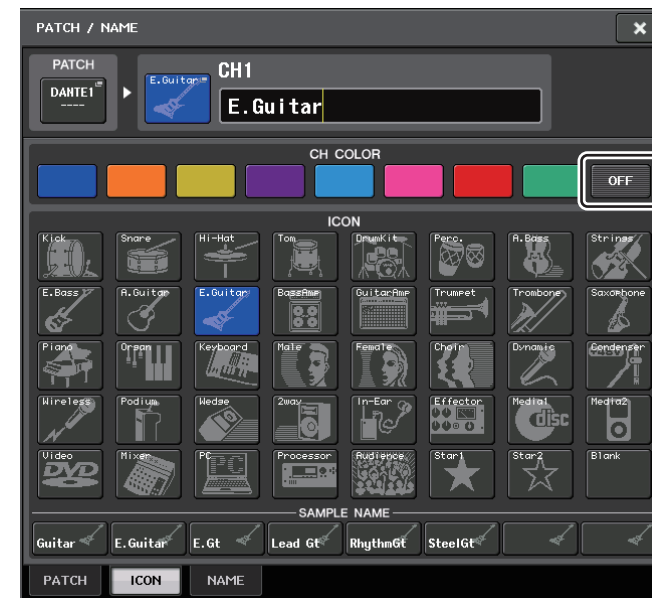 PATCH / NAME
PATCH
DANTE1
----
E.Guitar
CH1
E.Guitar
CH COLOR
OFF
ICON
Kick Snare Hi-Hat Tom DrumKit Perc. A.Bass Strings
E.Bass A.Guitar E.Guitar BassAmp GuitarAmp Trumpet Trombone Saxophone
Piano Organ Keyboard Male Female Choir Dynamic Condenser
Wireless Podium Wedge 2way In-Ear Effector Media1 disc Media2
Video DVD Mixer PC PC Processor Audience Star1 Star2 Blank
SAMPLE NAME
Guitar E.Guitar E.Gt Lead Gt RhythmGt SteelGt
PATCH ICON NAME